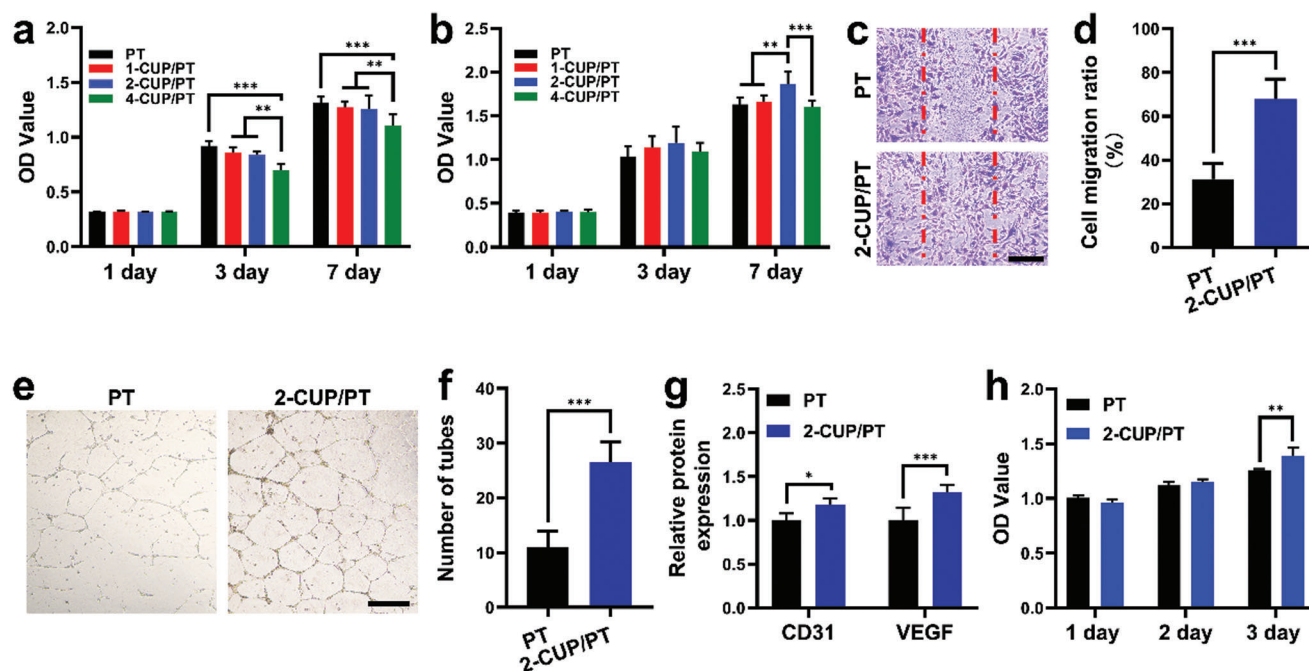 a
OD Value
2.0
1.5
1.0
0.5
0.0
PT
1-CUP/PT
2-CUP/PT
4-CUP/PT
***
**
***
**
1 day
3 day
7 day
b
OD Value
2.5
2.0
1.5
1.0
0.5
0.0
PT
1-CUP/PT
2-CUP/PT
4-CUP/PT
**
***
1 day
3 day
7 day
c
PT
2-CUP/PT
d
Cell migration ratio
(%)
100
80
60
40
20
0
***
PT
2-CUP/PT
e
PT
2-CUP/PT
f
Number of tubes
40
30
20
10
0
***
PT
2-CUP/PT
g
Relative protein
expression
2.5
2.0
1.5
1.0
0.5
0.0
PT
2-CUP/PT
*
***
CD31
VEGF
h
OD Value
2.0
1.5
1.0
0.5
0.0
PT
2-CUP/PT
**
1 day
2 day
3 day